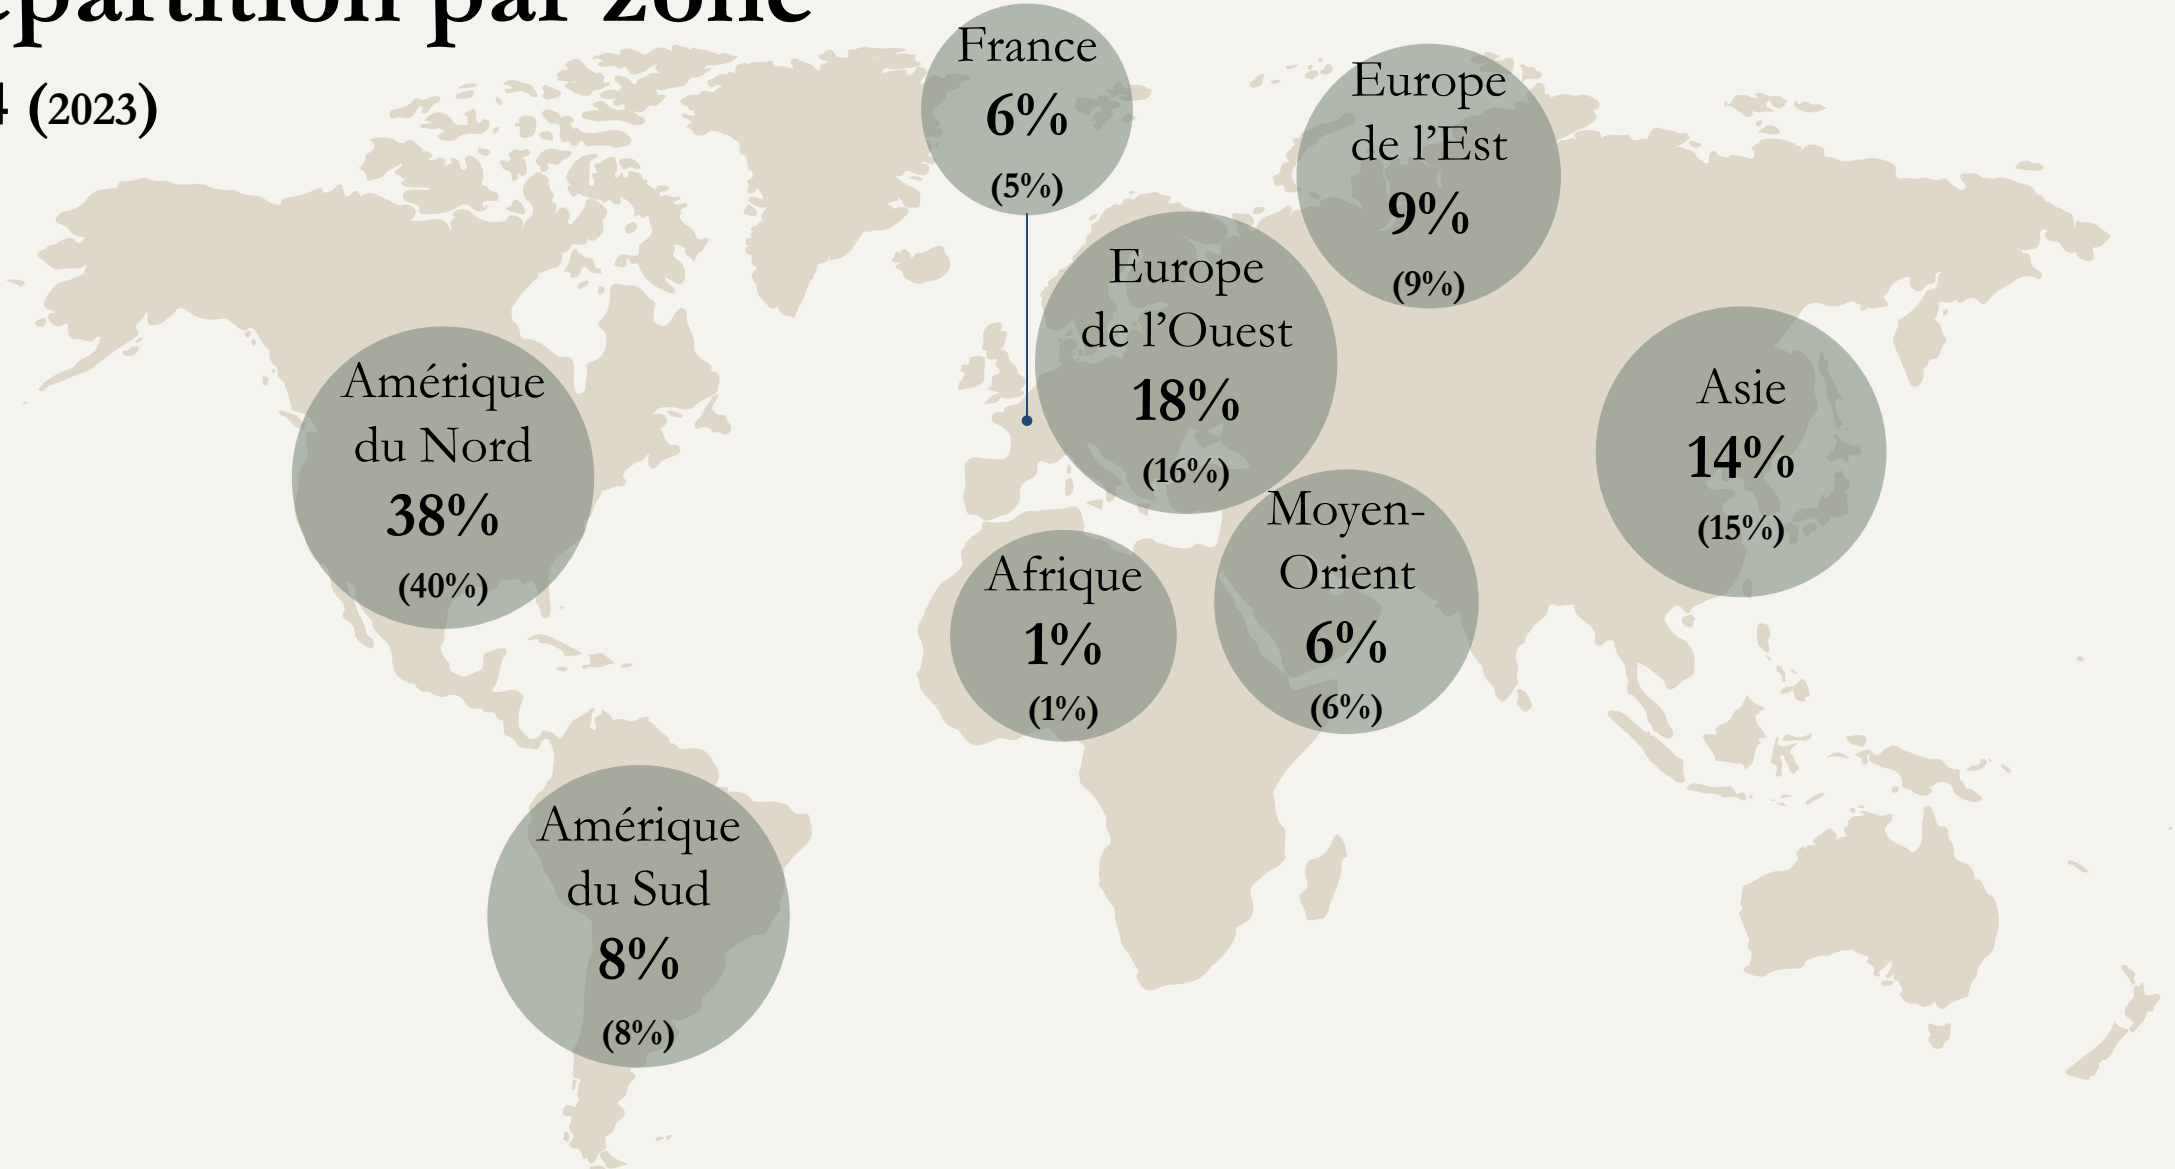 épartition par zone
4 (2023)
France
6%
(5%)
Europe
de l’Est
9%
(9%)
Europe
de l’Ouest
18%
(16%)
Amérique
du Nord
38%
(40%)
Asie
14%
(15%)
Moyen-
Orient
6%
(6%)
Afrique
1%
(1%)
Amérique
du Sud
8%
(8%)